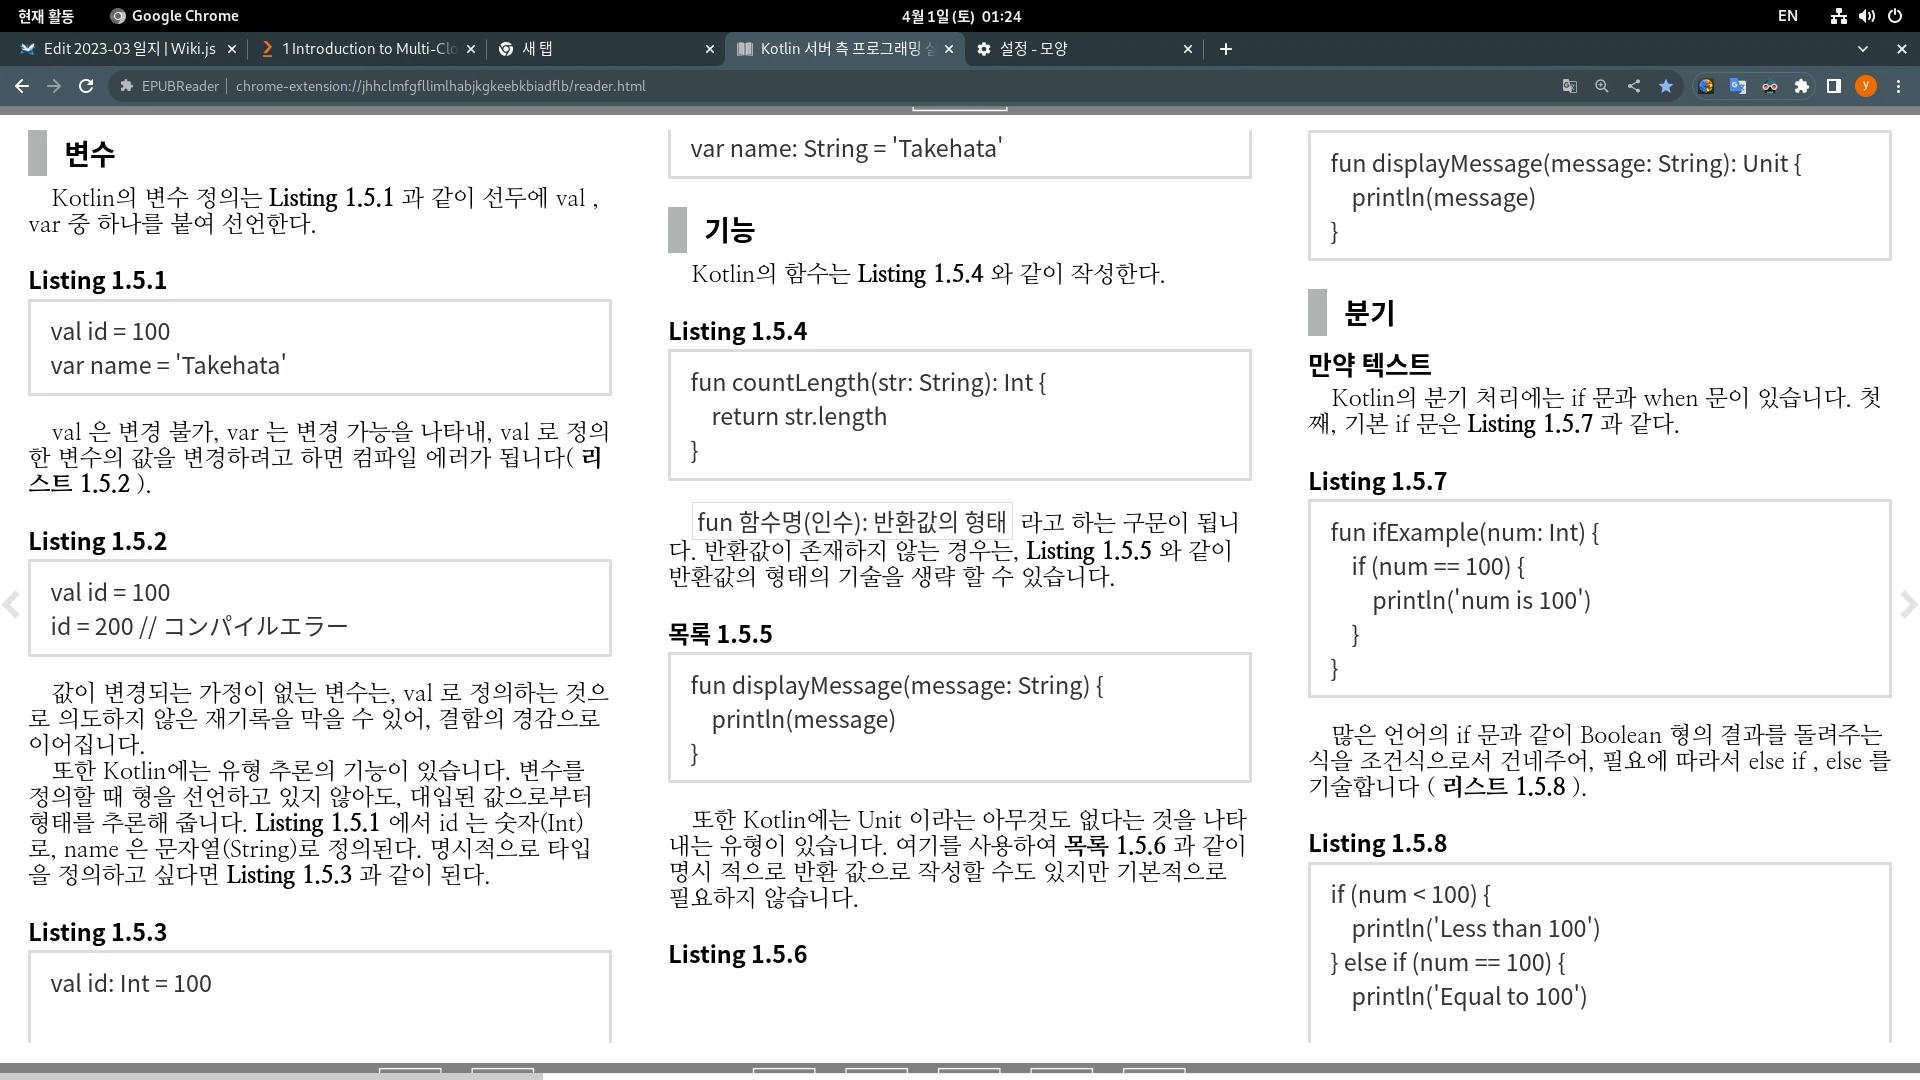 현재 활동
Google Chrome
4월 1일 (토) 01:24
EN
Edit 2023-03 일지 | Wiki.js
1 Introduction to Multi-Clo
새 탭
Kotlin 서버 측 프로그래밍
설정 - 모양
EPUBReader
chrome-extension://jhhclmfgfllimlhabjkgkeebkbiadflb/reader.html
y
변수
Kotlin의 변수 정의는 Listing 1.5.1 과 같이 선두에 val ,
var 중 하나를 붙여 선언한다.
Listing 1.5.1
val id = 100
var name = 'Takehata'
val 은 변경 불가, var 는 변경 가능을 나타내, val 로 정의
한 변수의 값을 변경하려고 하면 컴파일 에러가 됩니다( 리
스트 1.5.2 ).
Listing 1.5.2
val id = 100
id = 200 // コンパイルエラー
값이 변경되는 가정이 없는 변수는, val 로 정의하는 것으
로 의도하지 않은 재기록을 막을 수 있어, 결함의 경감으로
이어집니다.
또한 Kotlin에는 유형 추론의 기능이 있습니다. 변수를
정의할 때 형을 선언하고 있지 않아도, 대입된 값으로부터
형태를 추론해 줍니다. Listing 1.5.1 에서 id 는 숫자(Int)
로, name 은 문자열(String)로 정의된다. 명시적으로 타입
을 정의하고 싶다면 Listing 1.5.3 과 같이 된다.
Listing 1.5.3
val id: Int = 100
var name: String = 'Takehata'
기능
Kotlin의 함수는 Listing 1.5.4 와 같이 작성한다.
Listing 1.5.4
fun countLength(str: String): Int {
return str.length
}
fun 함수명(인수): 반환값의 형태 라고 하는 구문이 됩니
다. 반환값이 존재하지 않는 경우는, Listing 1.5.5 와 같이
반환값의 형태의 기술을 생략 할 수 있습니다.
목록 1.5.5
fun displayMessage(message: String) {
println(message)
}
또한 Kotlin에는 Unit 이라는 아무것도 없다는 것을 나타
내는 유형이 있습니다. 여기를 사용하여 목록 1.5.6 과 같이
명시 적으로 반환 값으로 작성할 수도 있지만 기본적으로
필요하지 않습니다.
Listing 1.5.6
fun displayMessage(message: String): Unit {
println(message)
}
분기
만약 텍스트
Kotlin의 분기 처리에는 if 문과 when 문이 있습니다. 첫
째, 기본 if 문은 Listing 1.5.7 과 같다.
Listing 1.5.7
fun ifExample(num: Int) {
if (num == 100) {
println('num is 100')
}
}
많은 언어의 if 문과 같이 Boolean 형의 결과를 돌려주는
식을 조건식으로서 건네주어, 필요에 따라서 else if , else 를
기술합니다 ( 리스트 1.5.8 ).
Listing 1.5.8
if (num < 100) {
println('Less than 100')
} else if (num == 100) {
println('Equal to 100')